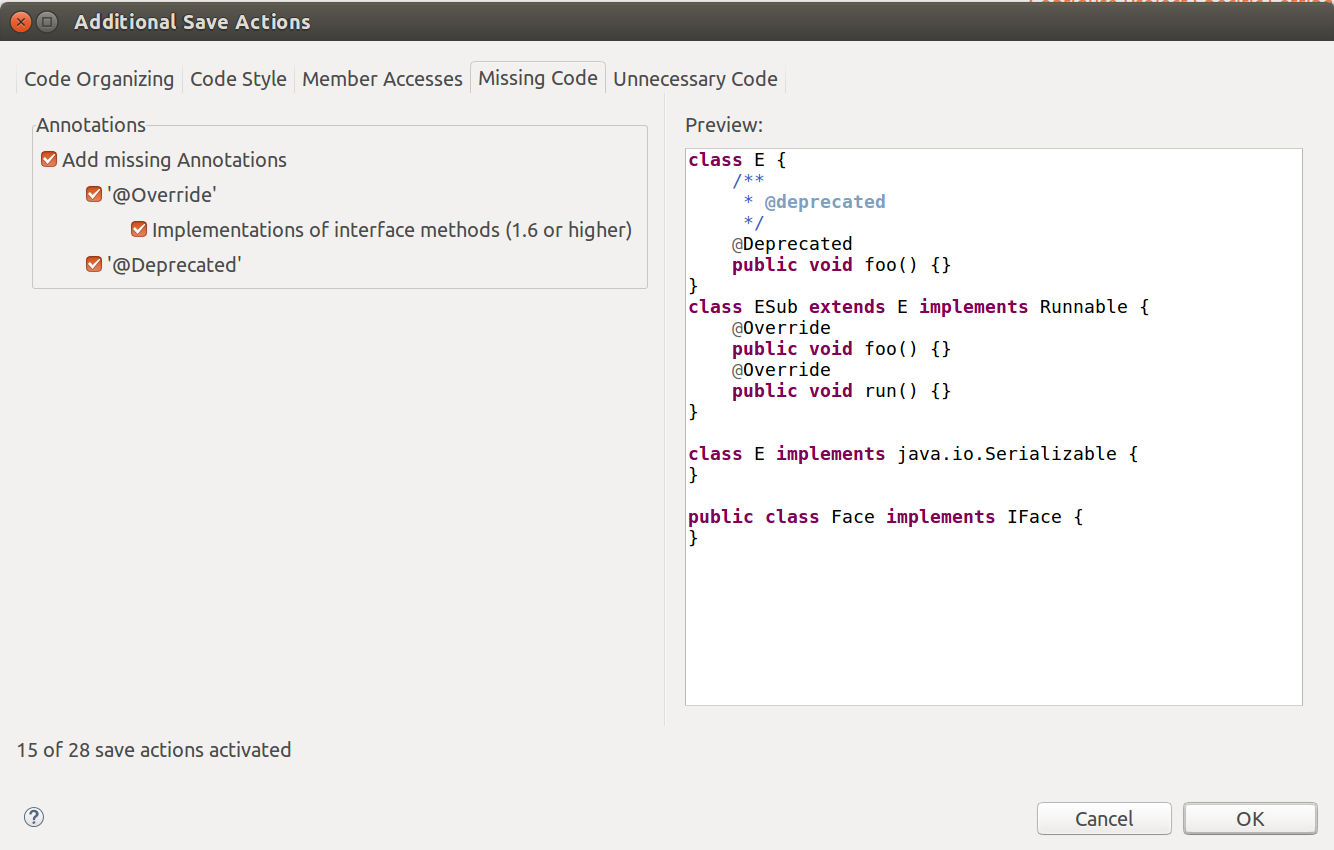 Additional Save Actions
Code Organizing Code Style Member Accesses Missing Code Unnecessary Code
Annotations
Add missing Annotations
'@Override'
Implementations of interface methods (1.6 or higher)
'@Deprecated'
Preview:
class E {
    /**
     * @deprecated
     */
    @Deprecated
    public void foo() {}
}
class ESub extends E implements Runnable {
    @Override
    public void foo() {}
    @Override
    public void run() {}
}
class E implements java.io.Serializable {
}
public class Face implements IFace {
}
15 of 28 save actions activated
?
Cancel OK